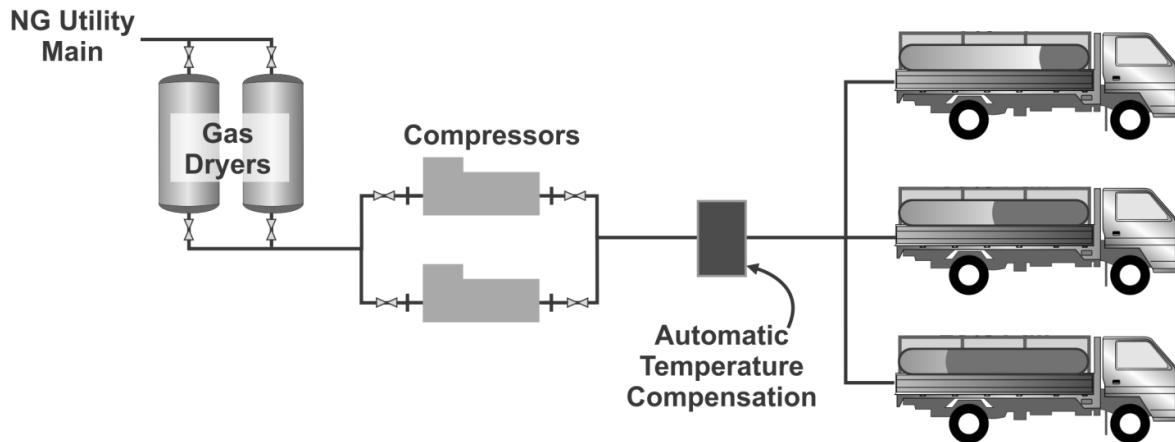 NG Utility
Main
Gas
Dryers
Compressors
Automatic
Temperature
Compensation